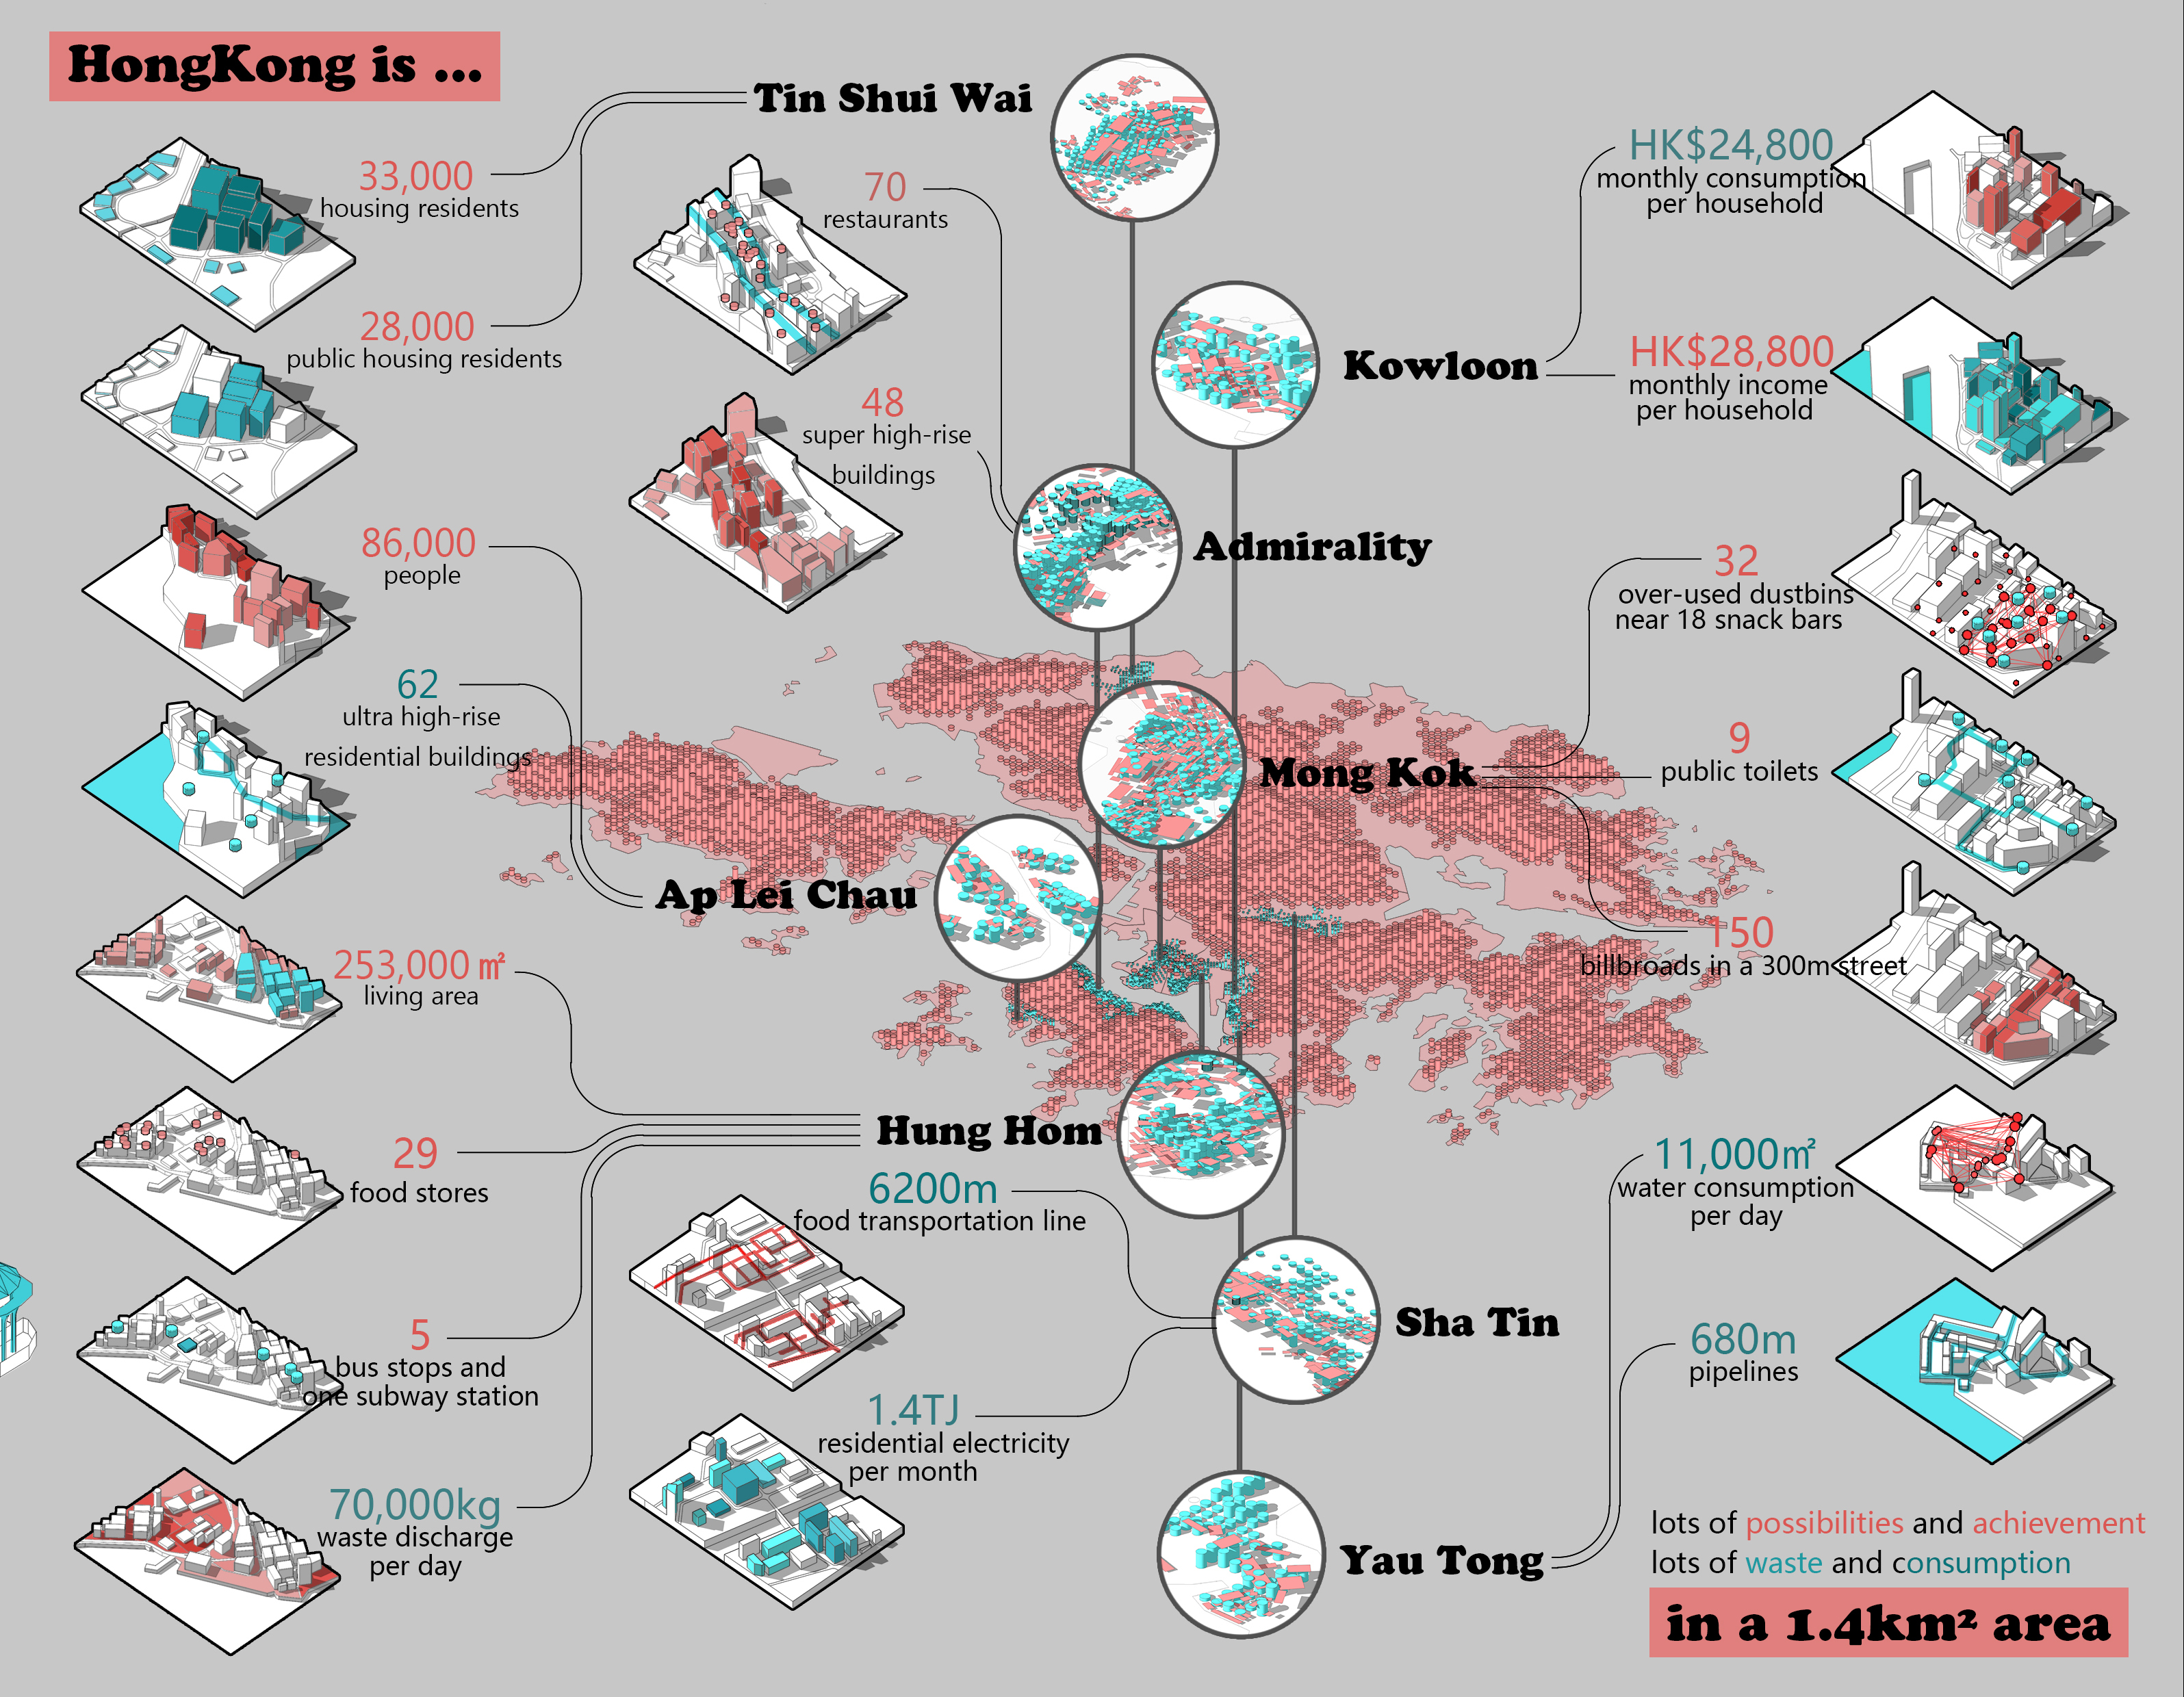 HongKong is ...
Tin Shui Wai
33,000
housing residents
28,000
public housing residents
70
restaurants
48
super high-rise
buildings
Admirality
Kowloon
HK$24,800
monthly consumption
per household
HK$28,800
monthly income
per household
86,000
people
62
ultra high-rise
residential buildings
Ap Lei Chau
Mong Kok
32
over-used dustbins
near 18 snack bars
9
public toilets
150
billbroads in a 300m street
253,000 ㎡
living area
29
food stores
5
bus stops and
one subway station
70,000kg
waste discharge
per day
Hung Hom
6200m
food transportation line
1.4TJ
residential electricity
per month
Sha Tin
11,000㎡
water consumption
per day
680m
pipelines
Yau Tong
lots of possibilities and achievement
lots of waste and consumption
in a 1.4km² area